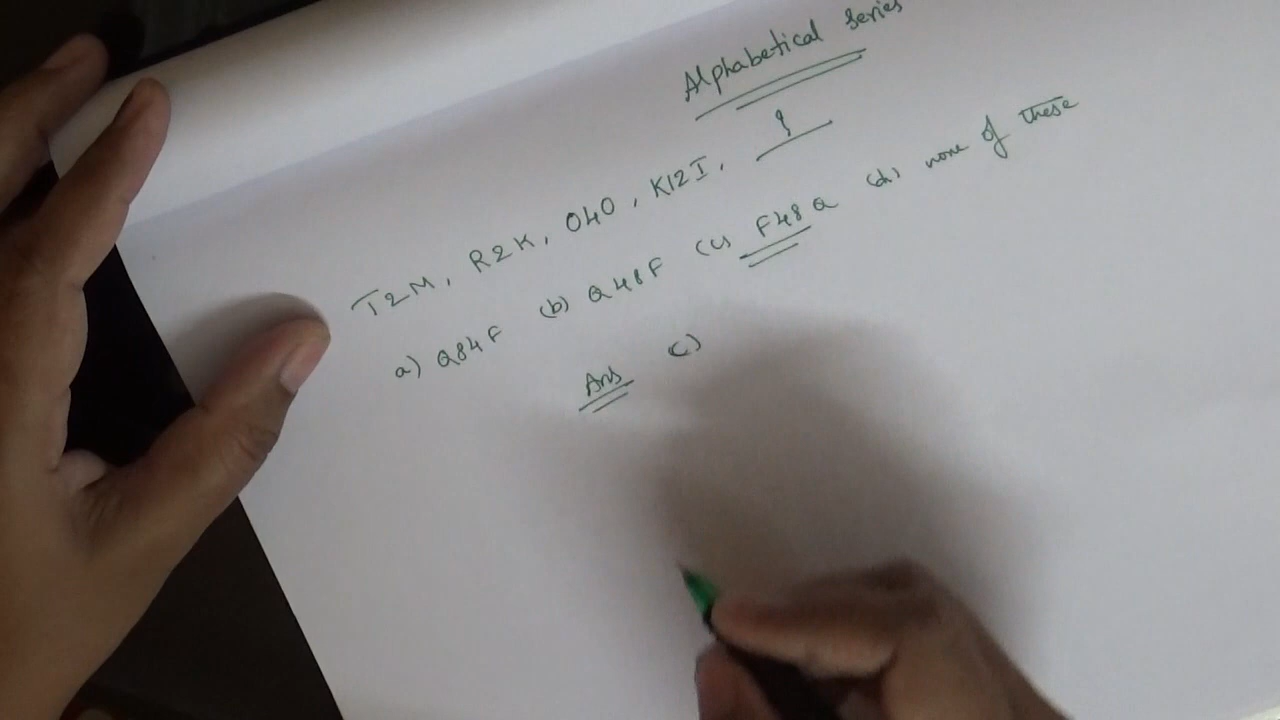 Alphabetical Series
T2M, R2K, O4O, K12I, ?
a) Q84F (b) Q48F (c) F48Q (d) none of these
Ans c)